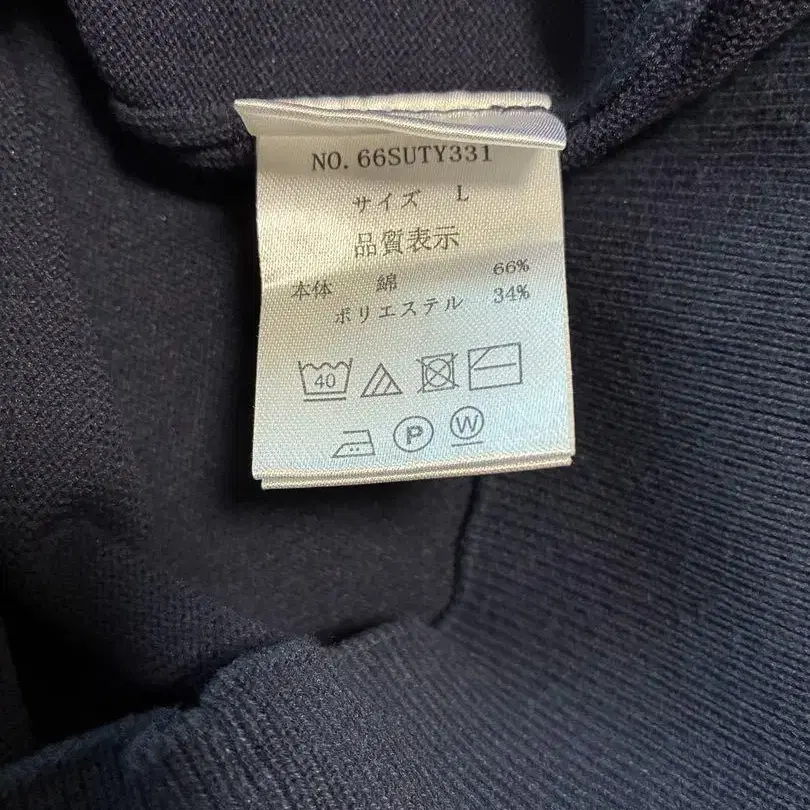 NO. 66SUTY331
サイズ L
品質表示
本体 綿 66%
ポリエステル 34%
40
P W